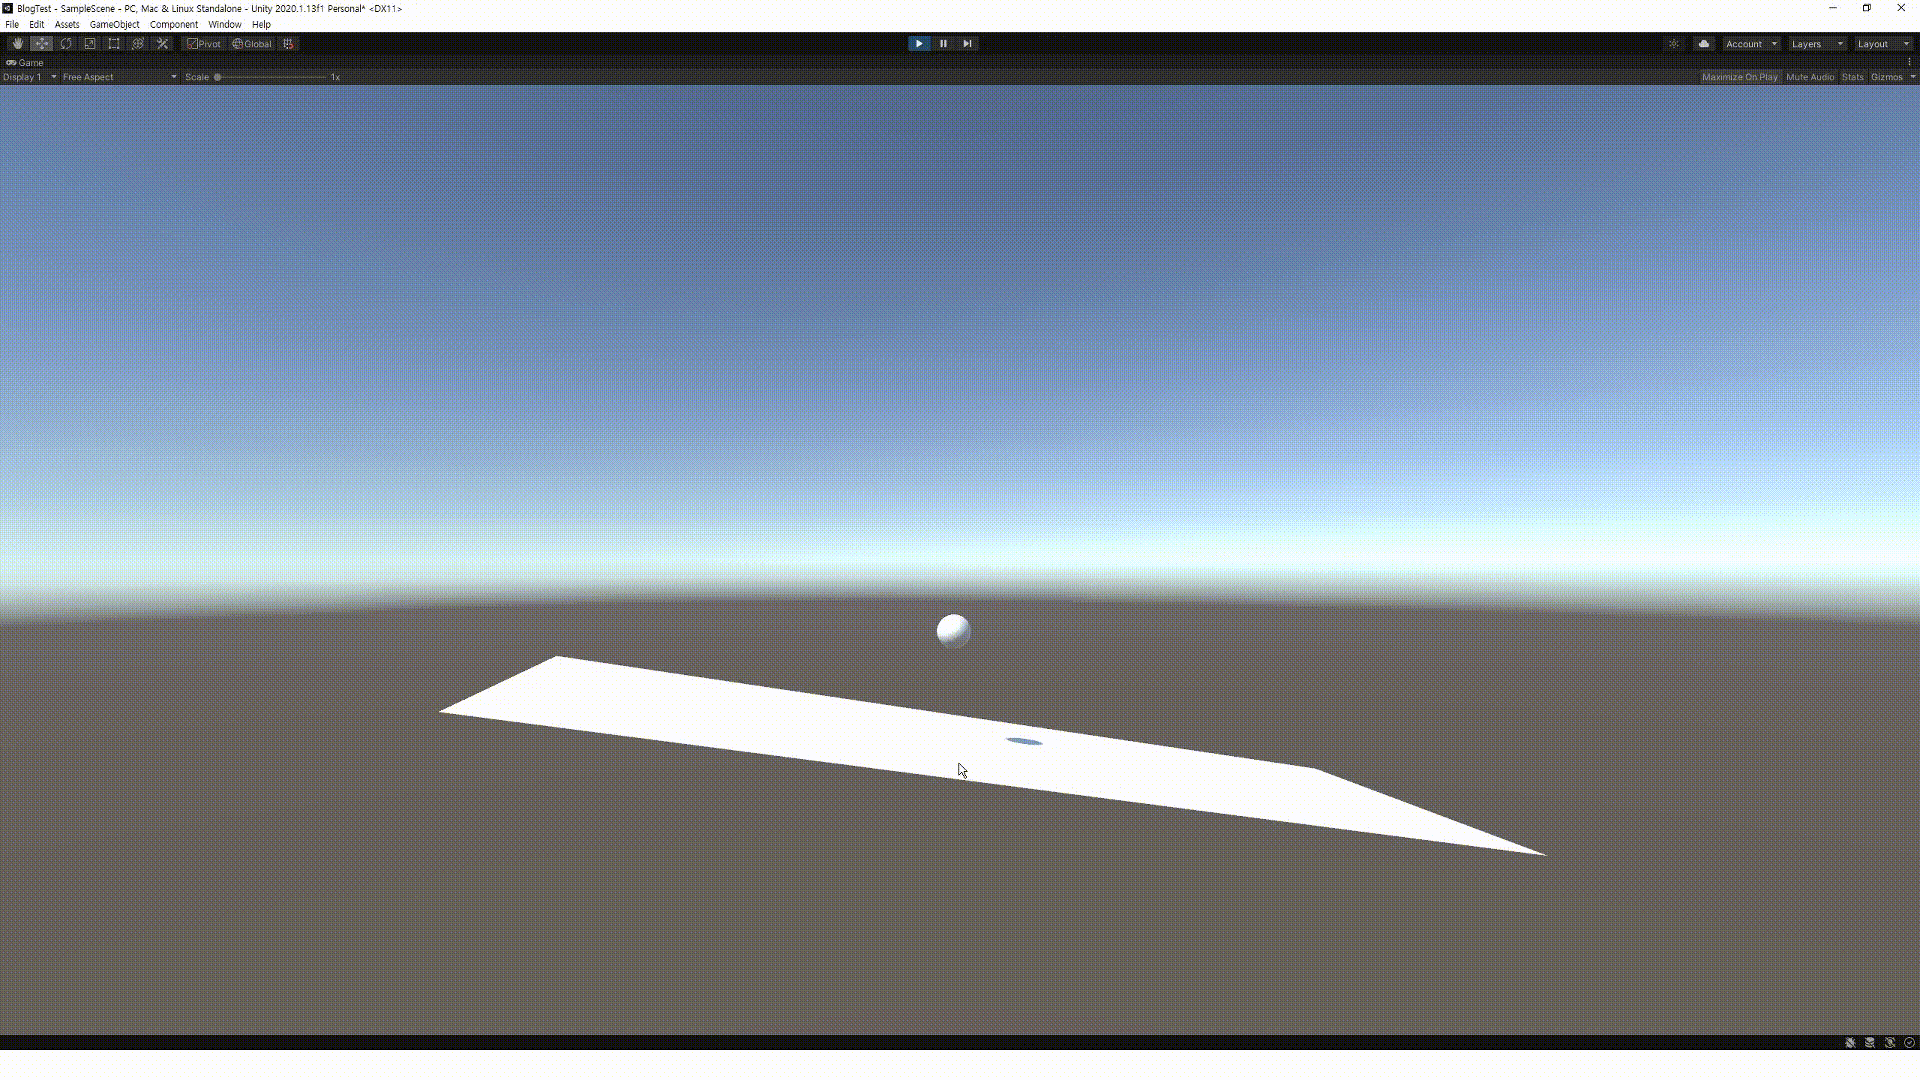 BlogTest - SampleScene - PC, Mac & Linux Standalone - Unity 2020.1.13f1 Personal* <DX11>
File Edit Assets GameObject Component Window Help
Pivot Global Account Layers Layout
Game
Display 1 Free Aspect Scale 1x Maximize On Play Mute Audio Stats Gizmos